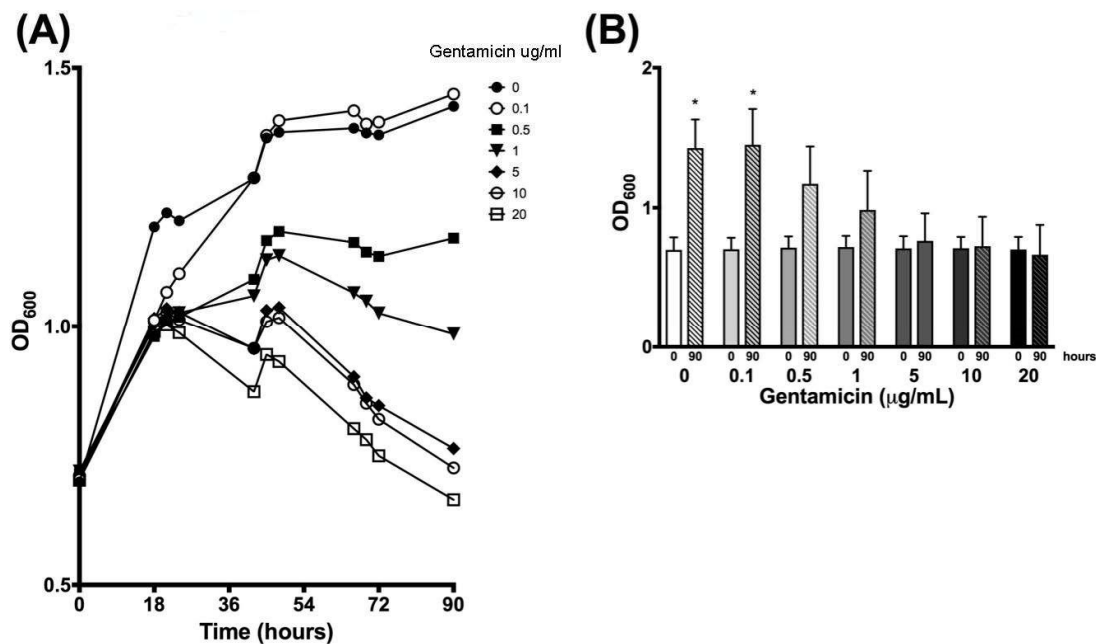 (A)
Gentamicin ug/ml
0
0.1
0.5
1
5
10
20
1.5
1.0
0.5
OD600
0 18 36 54 72 90
Time (hours)
(B)
* *
2
1
0
OD600
0 90 0 90 0 90 0 90 0 90 0 90 0 90 hours
0 0.1 0.5 1 5 10 20
Gentamicin (μg/mL)